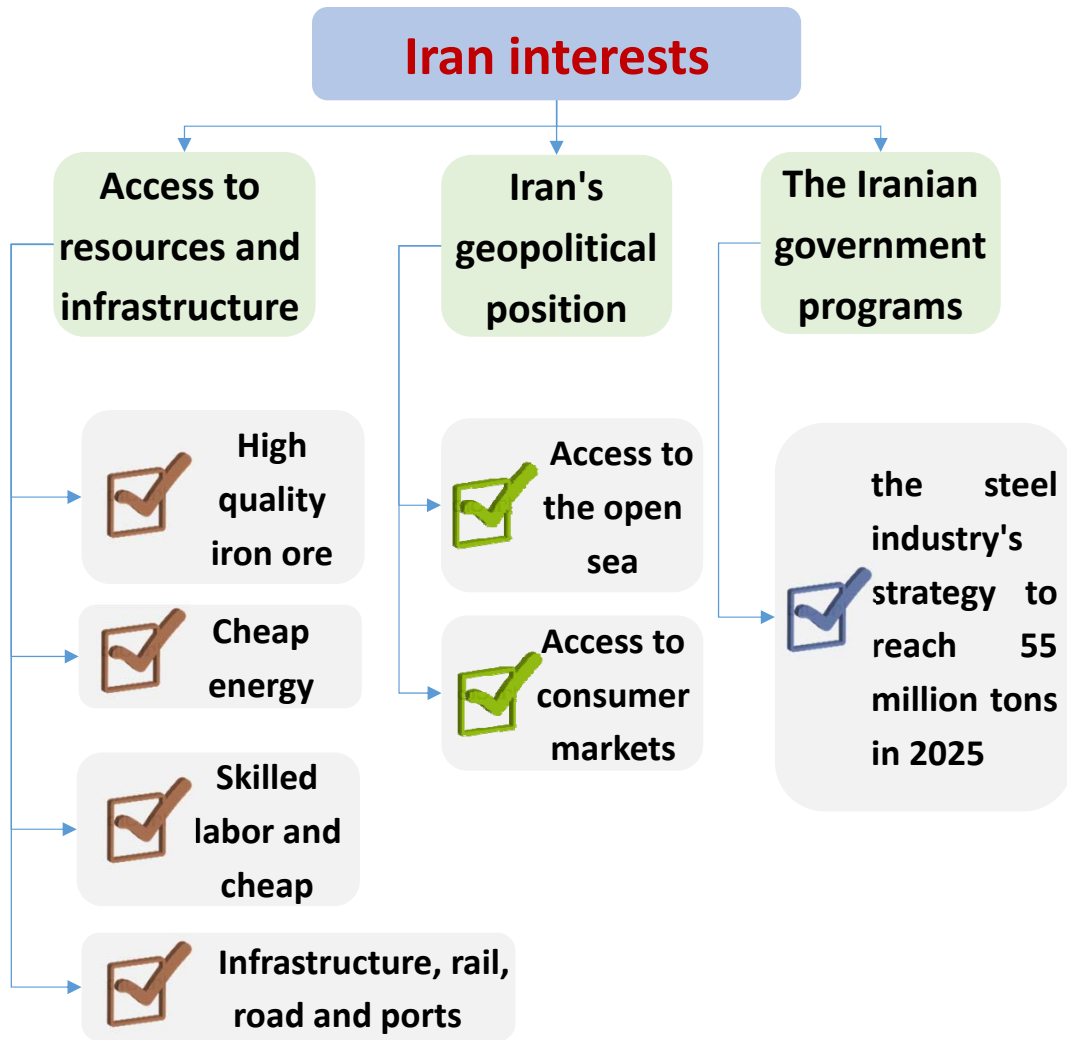 Iran interests
Access to
resources and
infrastructure
High
quality
iron ore
Cheap
energy
Skilled
labor and
cheap
Infrastructure, rail,
road and ports
Iran's
geopolitical
position
Access to
the open
sea
Access to
consumer
markets
The Iranian
government
programs
the steel
industry's
strategy to
reach 55
million tons
in 2025